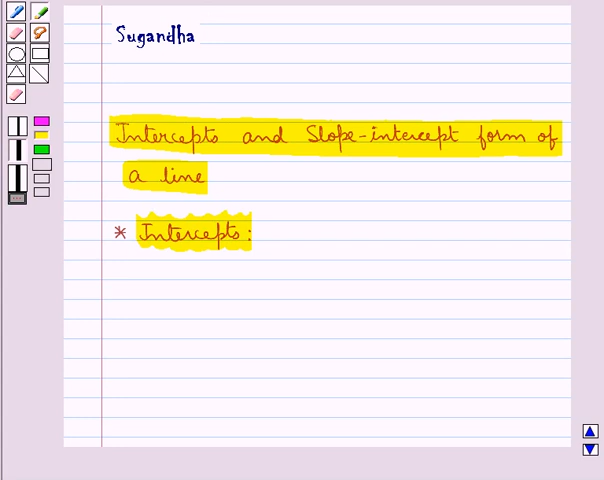 Sugandha
Intercepts and Slope-intercept form of
a line
* Intercepts: